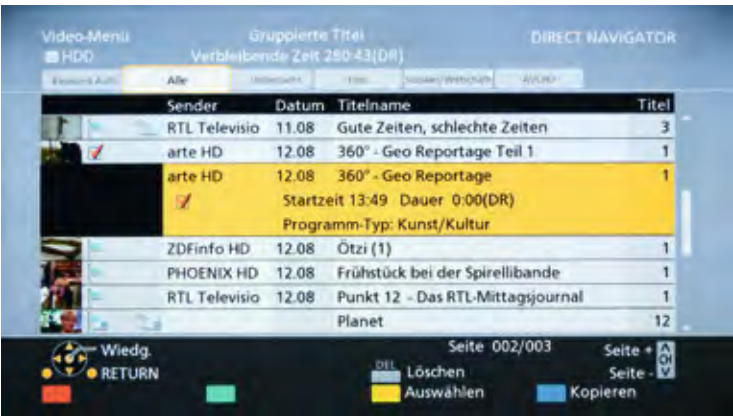 Video-Menü Gruppierte Titel DIRECT NAVIGATOR
HDD Verbleibende Zeit 280:43(DR)
Alle AVCHD
Sender Datum Titelname Titel
RTL Televisio 11.08 Gute Zeiten, schlechte Zeiten 3
arte HD 12.08 360° - Geo Reportage Teil 1 1
arte HD 12.08 360° - Geo Reportage 1
Startzeit 13:49 Dauer 0:00(DR)
Programm-Typ: Kunst/Kultur
ZDFinfo HD 12.08 Ötzi (1) 1
PHOENIX HD 12.08 Frühstück bei der Spirellibande 1
RTL Televisio 12.08 Punkt 12 - Das RTL-Mittagsjournal 1
Planet 12
Wiedg. Seite 002/003 Seite + CH
RETURN DEL Löschen Seite -
Auswählen Kopieren